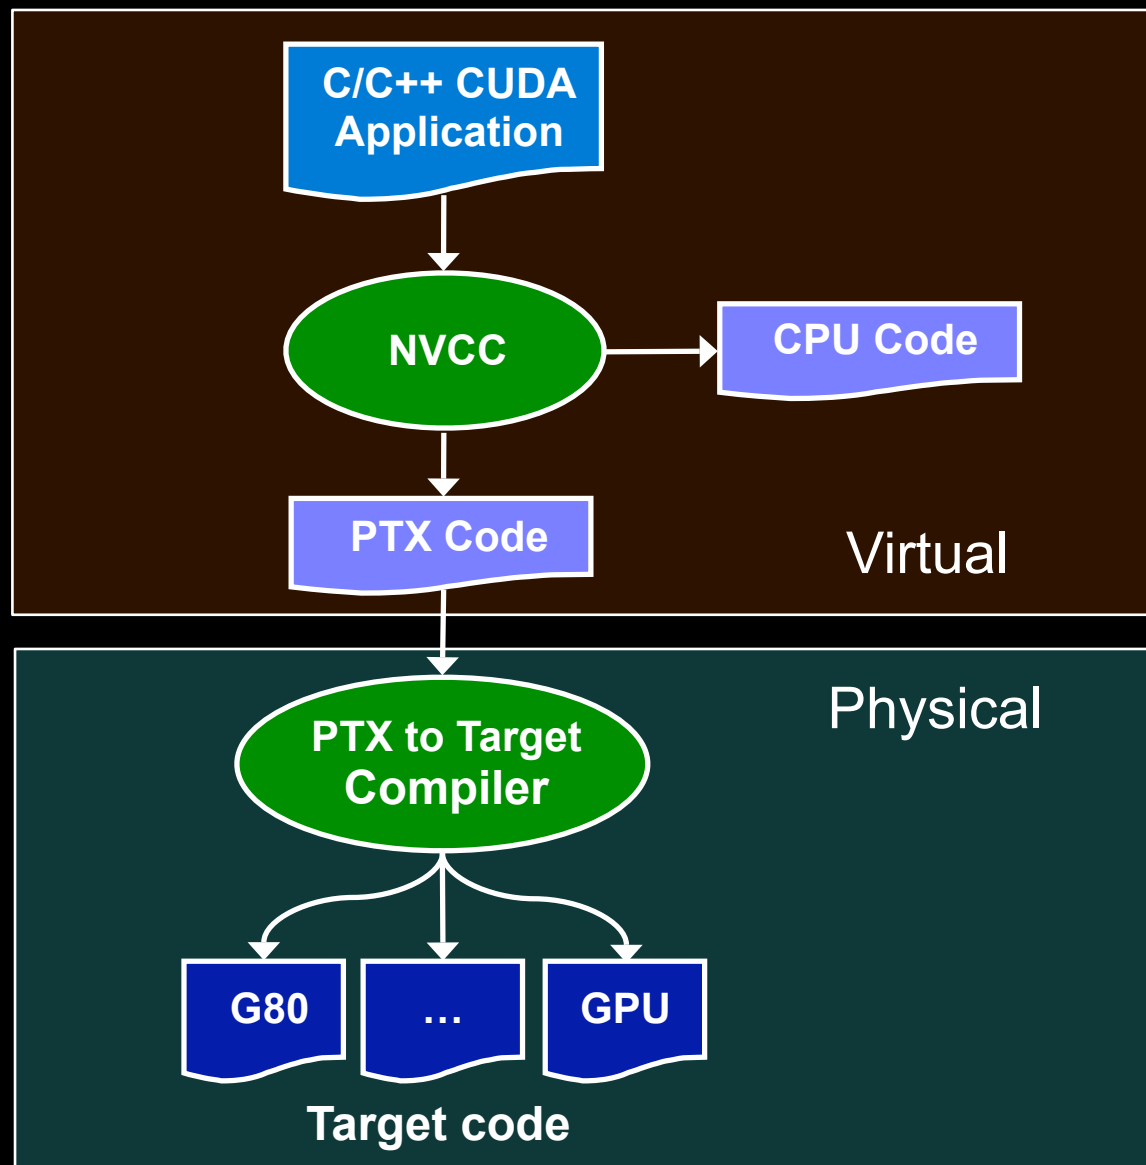 C/C++ CUDA
Application
NVCC
CPU Code
PTX Code
Virtual
Physical
PTX to Target
Compiler
G80
...
GPU
Target code